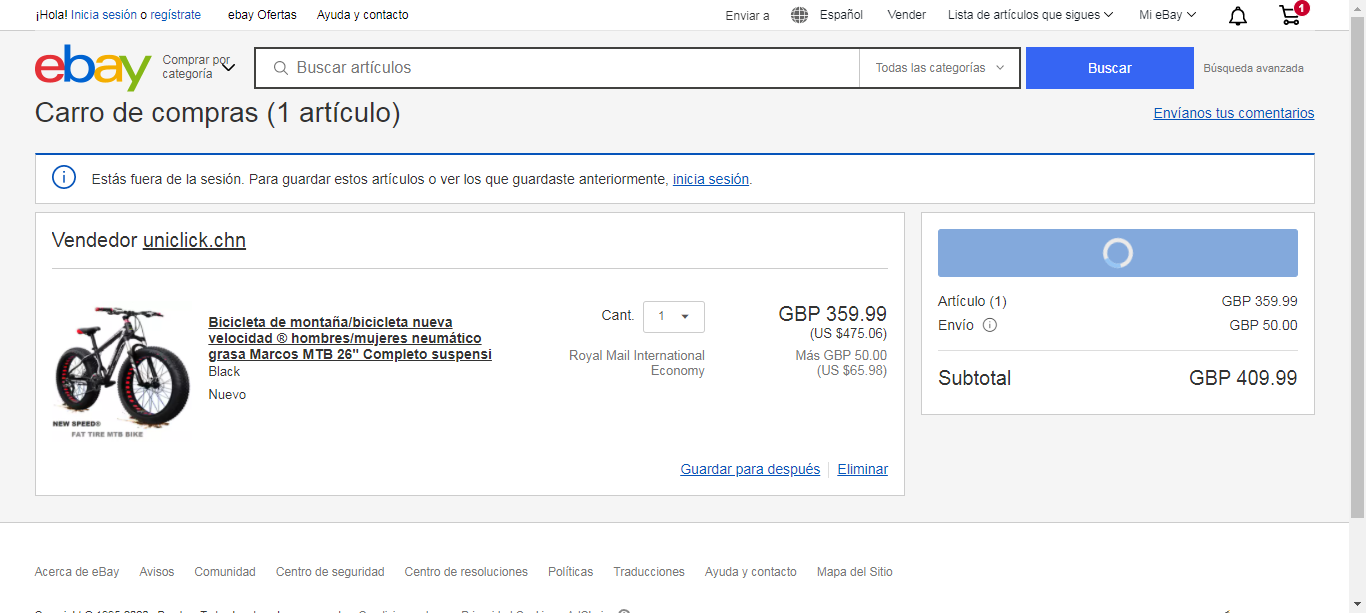 ¡Hola! Inicia sesión o regístrate
ebay Ofertas
Ayuda y contacto
Enviar a
Español
Vender
Lista de artículos que sigues
Mi eBay
1
ebay
Comprar por
categoría
Buscar artículos
Todas las categorías
Buscar
Búsqueda avanzada
Carro de compras (1 artículo)
Envíanos tus comentarios
Estás fuera de la sesión. Para guardar estos artículos o ver los que guardaste anteriormente, inicia sesión.
Vendedor uniclick.chn
NEW SPEED®
FAT TIRE MTB BIKE
Bicicleta de montaña/bicicleta nueva
velocidad ® hombres/mujeres neumático
grasa Marcos MTB 26" Completo suspensi
Black
Nuevo
Cant. 1
Royal Mail International
Economy
GBP 359.99
(US $475.06)
Más GBP 50.00
(US $65.98)
Guardar para después
Eliminar
Artículo (1) GBP 359.99
Envío GBP 50.00
Subtotal GBP 409.99
Acerca de eBay
Avisos
Comunidad
Centro de seguridad
Centro de resoluciones
Políticas
Traducciones
Ayuda y contacto
Mapa del Sitio